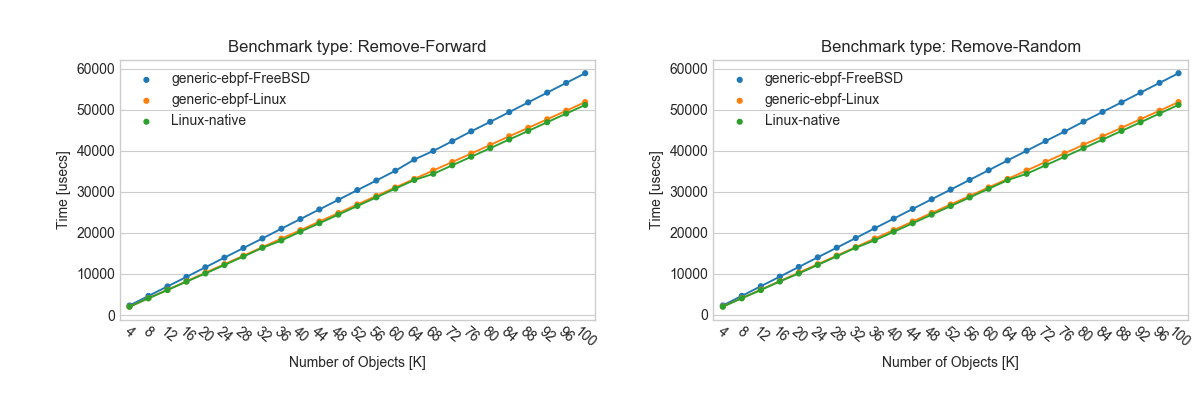 Benchmark type: Remove-Forward
60000
50000
40000
30000
20000
10000
0
Time [usecs]
generic-ebpf-FreeBSD
generic-ebpf-Linux
Linux-native
4 8 12 16 20 24 28 32 36 40 44 48 52 56 60 64 68 72 76 80 84 88 92 96 100
Number of Objects [K]
Benchmark type: Remove-Random
60000
50000
40000
30000
20000
10000
0
Time [usecs]
generic-ebpf-FreeBSD
generic-ebpf-Linux
Linux-native
4 8 12 16 20 24 28 32 36 40 44 48 52 56 60 64 68 72 76 80 84 88 92 96 100
Number of Objects [K]